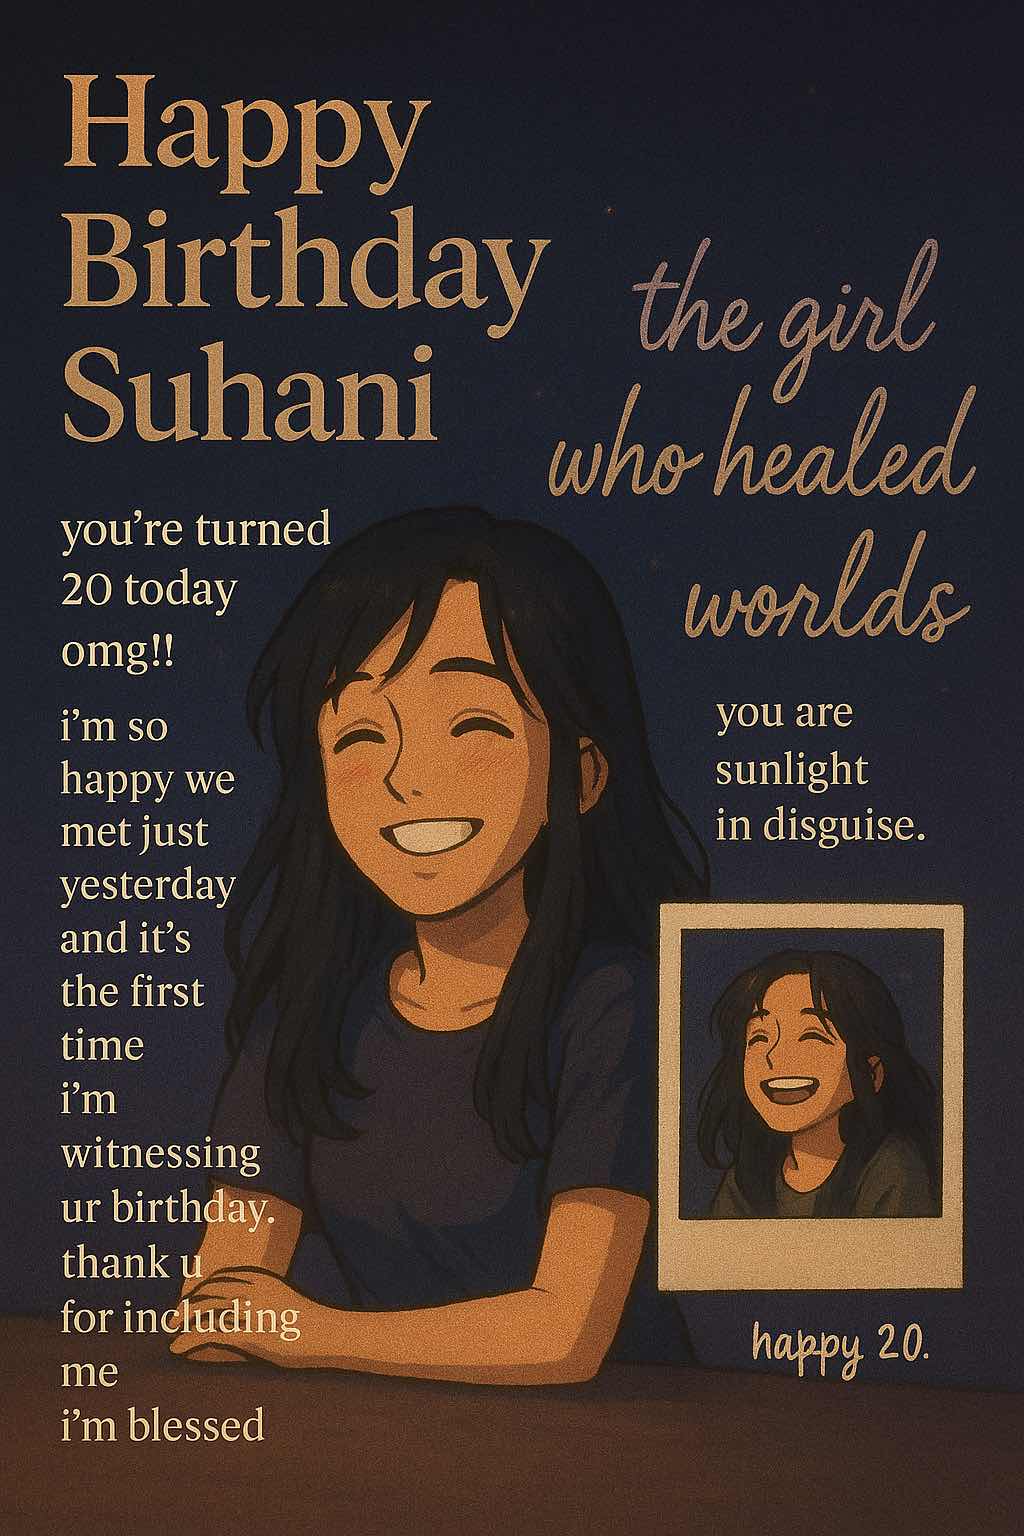 Happy
Birthday
Suhani
the girl
who healed
worlds
you're turned
20 today
omg!!
i'm so
happy we
met just
yesterday
and it's
the first
time
i'm
witnessing
ur birthday.
thank u
for including
me
i'm blessed
you are
sunlight
in disguise.
happy 20.